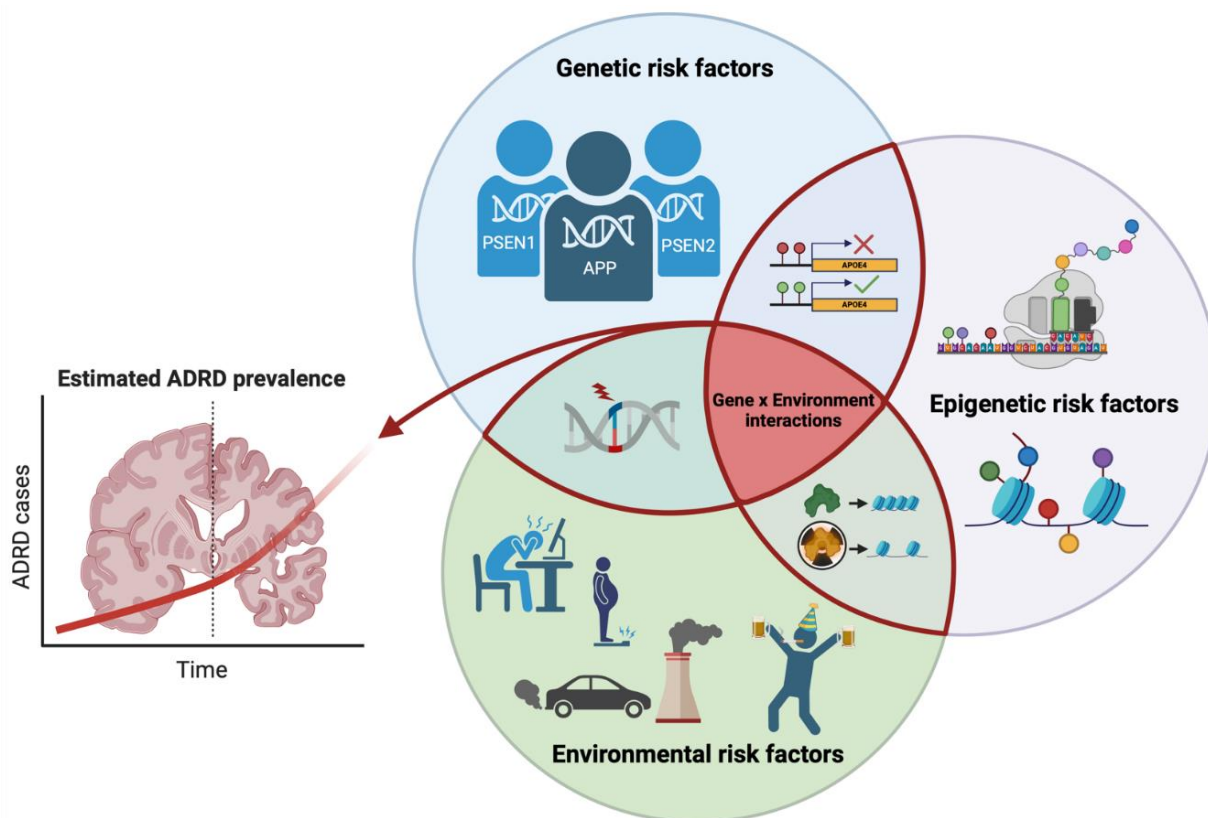 Genetic risk factors
PSEN1
APP
PSEN2
APOE4
APOE4
Estimated ADRD prevalence
ADRD cases
Time
Gene x Environment
interactions
Epigenetic risk factors
Environmental risk factors